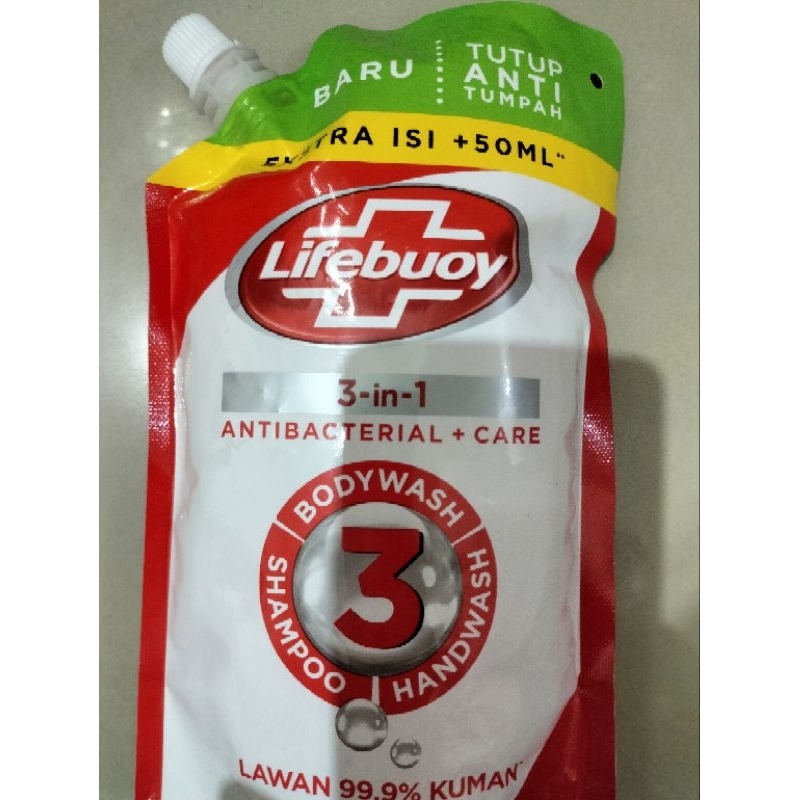 BARU
TUTUP
ANTI
TUMPAH
EKSTRA ISI +50ML**
Lifebuoy
3-in-1
ANTIBACTERIAL + CARE
BODYWASH
3
SHAMPOO
HANDWASH
LAWAN 99.9% KUMAN*